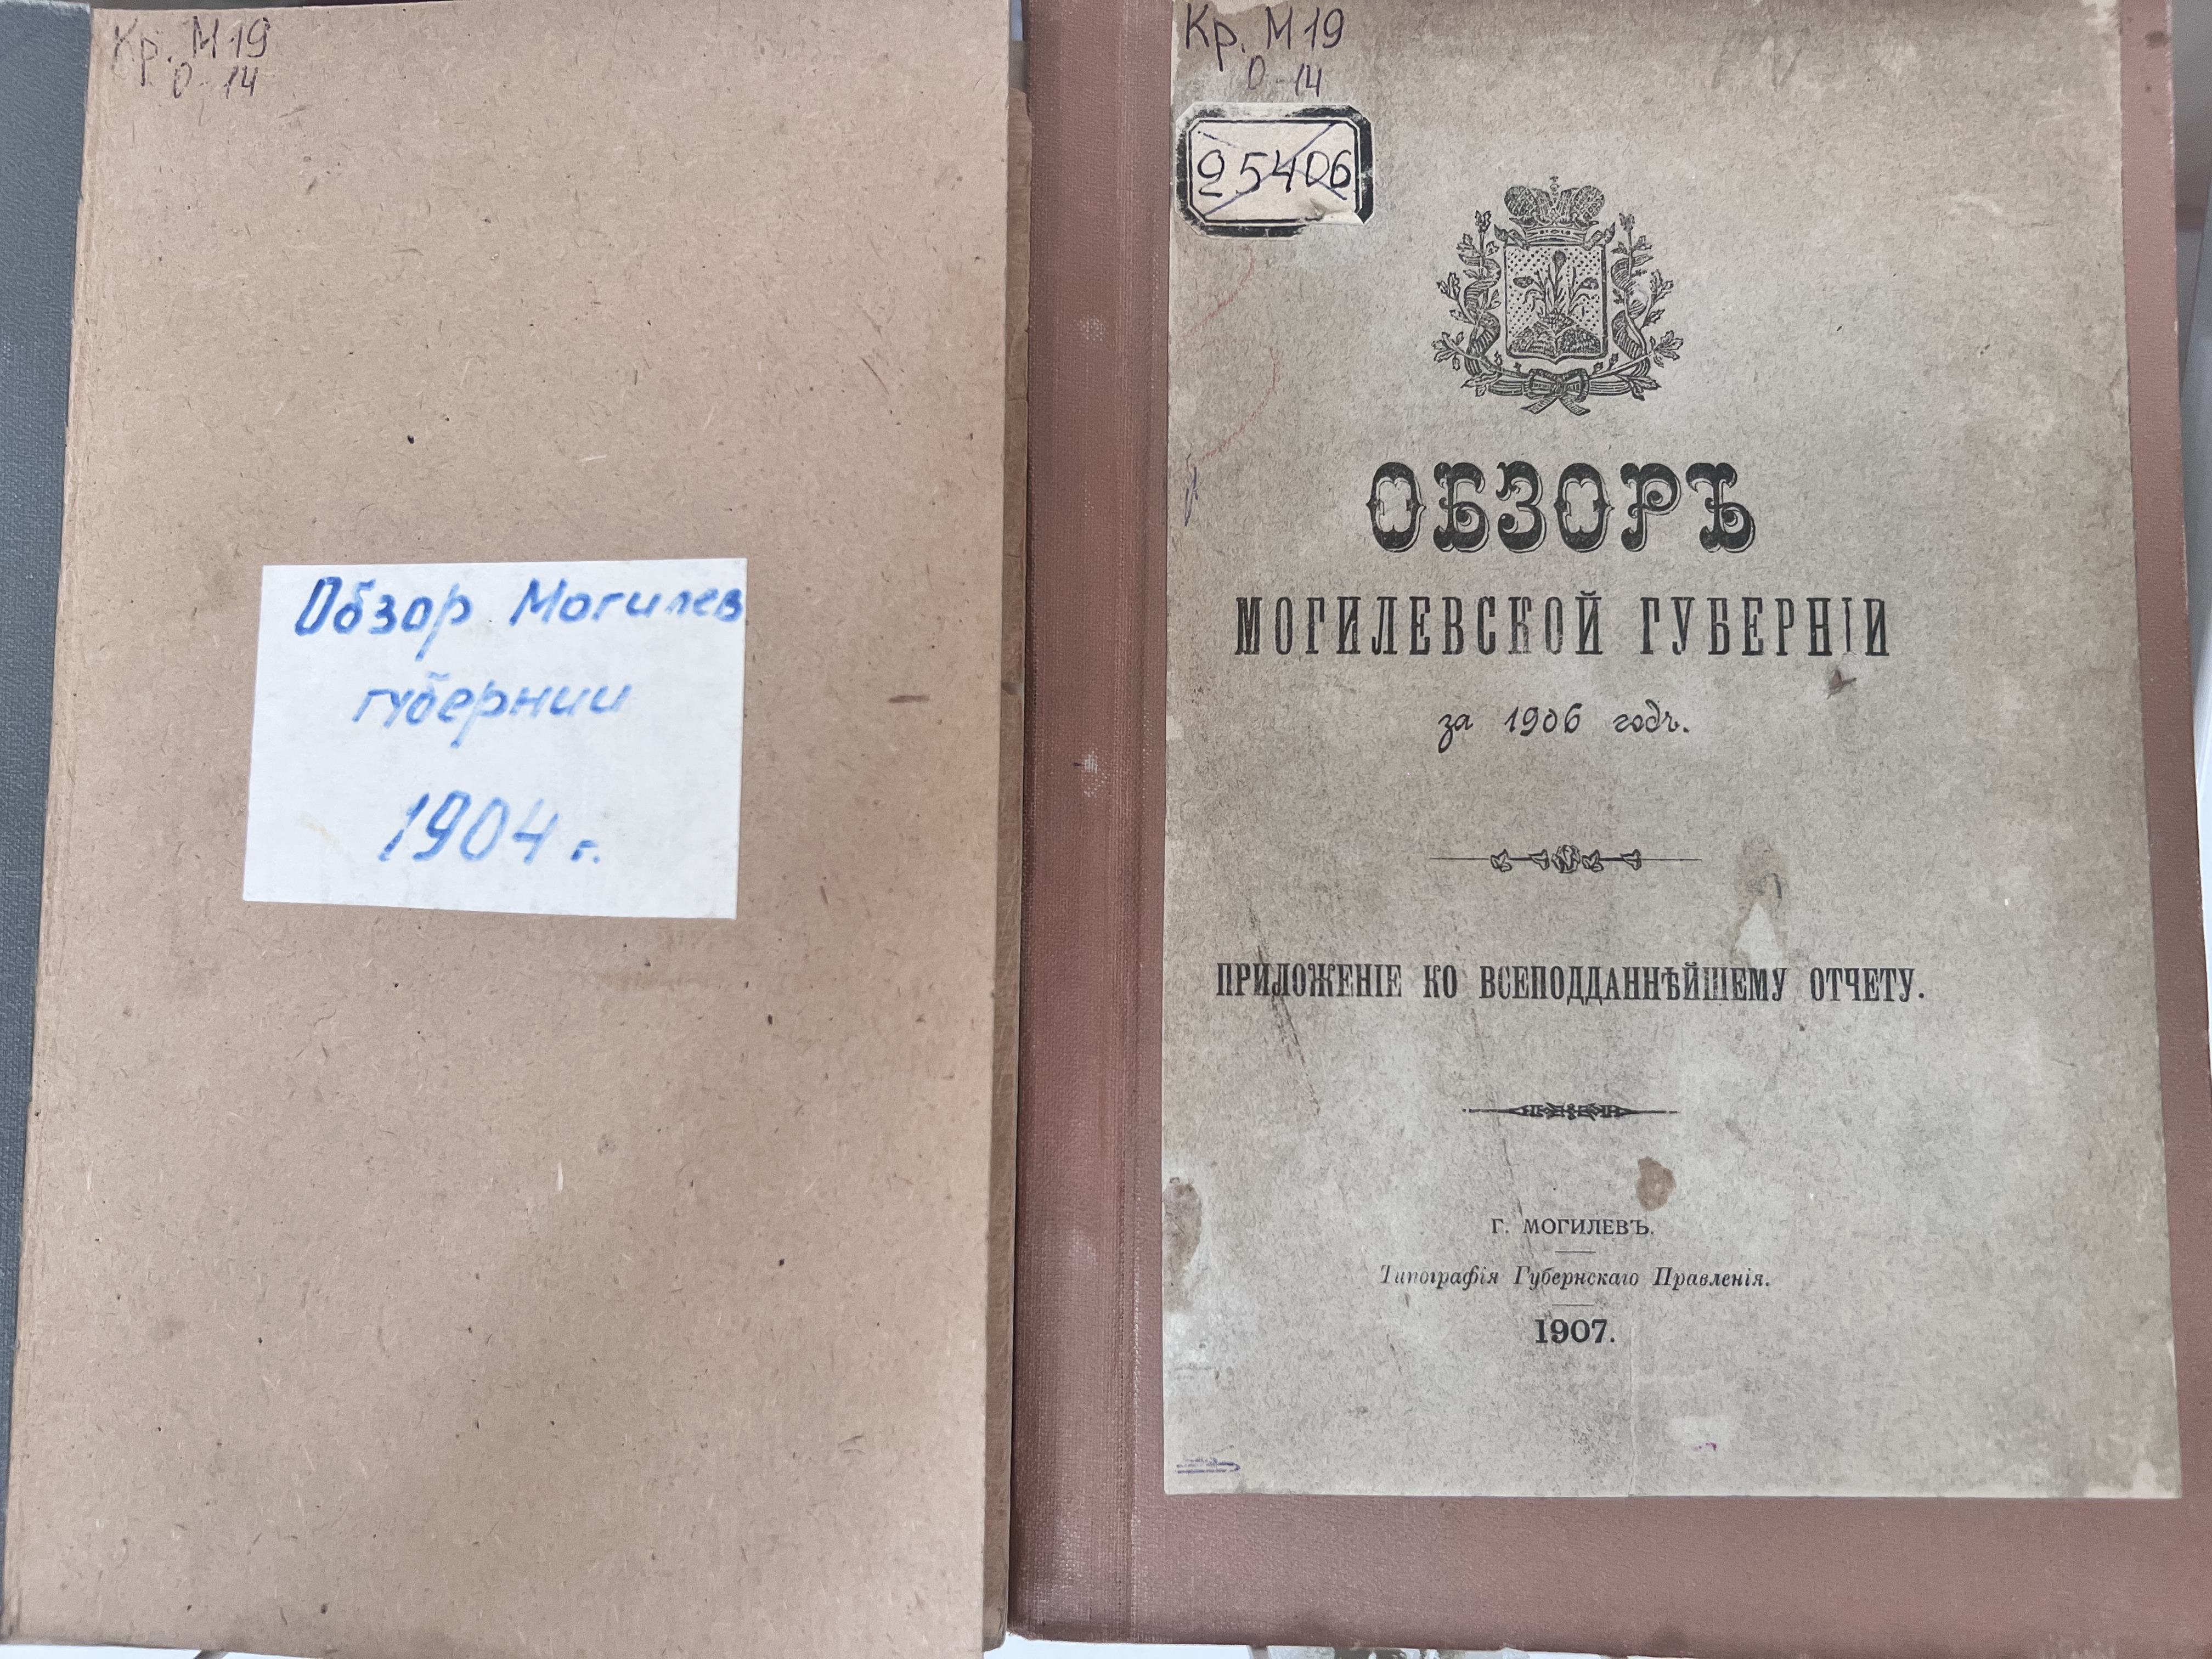 Кр. М19
О-14
Обзор Могилев
губернии
1904 г.
Кр. М19
О-14
25406
ОБЗОРЪ
МОГИЛЕВСКОЙ ГУБЕРНІИ
за 1906 годъ.
ПРИЛОЖЕНІЕ КО ВСЕПОДДАННѢЙШЕМУ ОТЧЕТУ.
Г. МОГИЛЕВЪ.
Типографія Губернскаго Правленія.
1907.